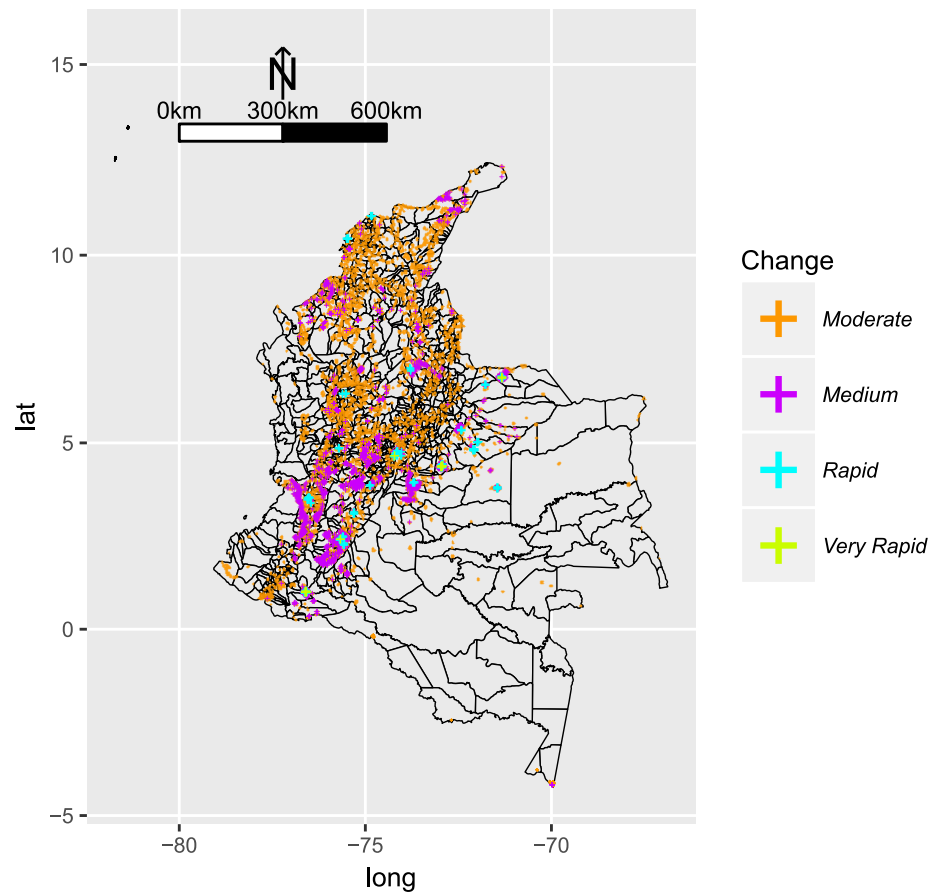 15
N
0km 300km 600km
10
Change
Moderate
Medium
lat
5
Rapid
Very Rapid
0
−5
−80 −75 −70
long